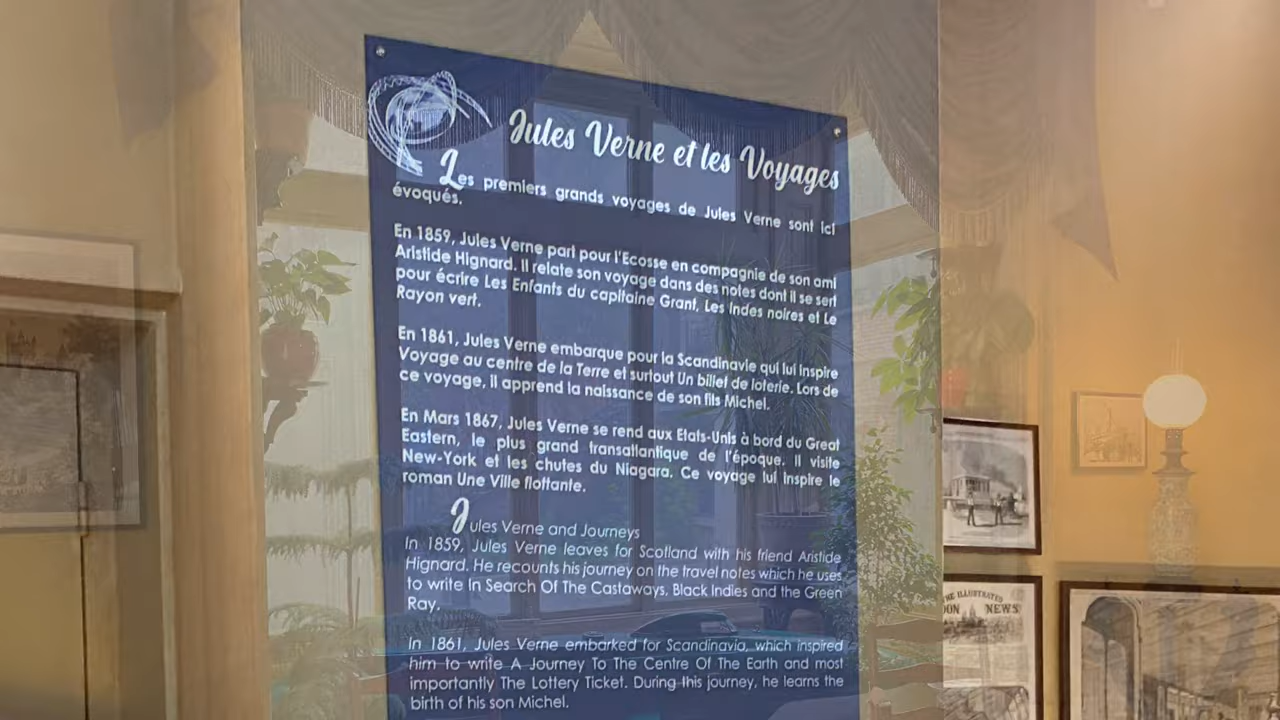 Jules Verne et les Voyages
Les premiers grands voyages de Jules Verne sont ici
évoqués.
En 1859, Jules Verne part pour l'Ecosse en compagnie de son ami
Aristide Hignard. Il relate son voyage dans des notes dont il se sert
pour écrire Les Enfants du capitaine Grant, Les Indes noires et Le
Rayon vert.
En 1861, Jules Verne embarque pour la Scandinavie qui lui inspire
Voyage au centre de la Terre et surtout Un billet de loterie. Lors de
ce voyage, il apprend la naissance de son fils Michel.
En Mars 1867, Jules Verne se rend aux Etats-Unis à bord du Great
Eastern, le plus grand transatlantique de l'époque. Il visite
New-York et les chutes du Niagara. Ce voyage lui inspire le
roman Une Ville flottante.
Jules Verne and Journeys
In 1859, Jules Verne leaves for Scotland with his friend Aristide
Hignard. He recounts his journey on the travel notes which he uses
to write In Search Of The Castaways, Black Indies and the Green
Ray.
In 1861, Jules Verne embarked for Scandinavia, which inspired
him to write A Journey To The Centre Of The Earth and most
importantly The Lottery Ticket. During this journey, he learns the
birth of his son Michel.
HE ILLUSTRATED
DON NEWS